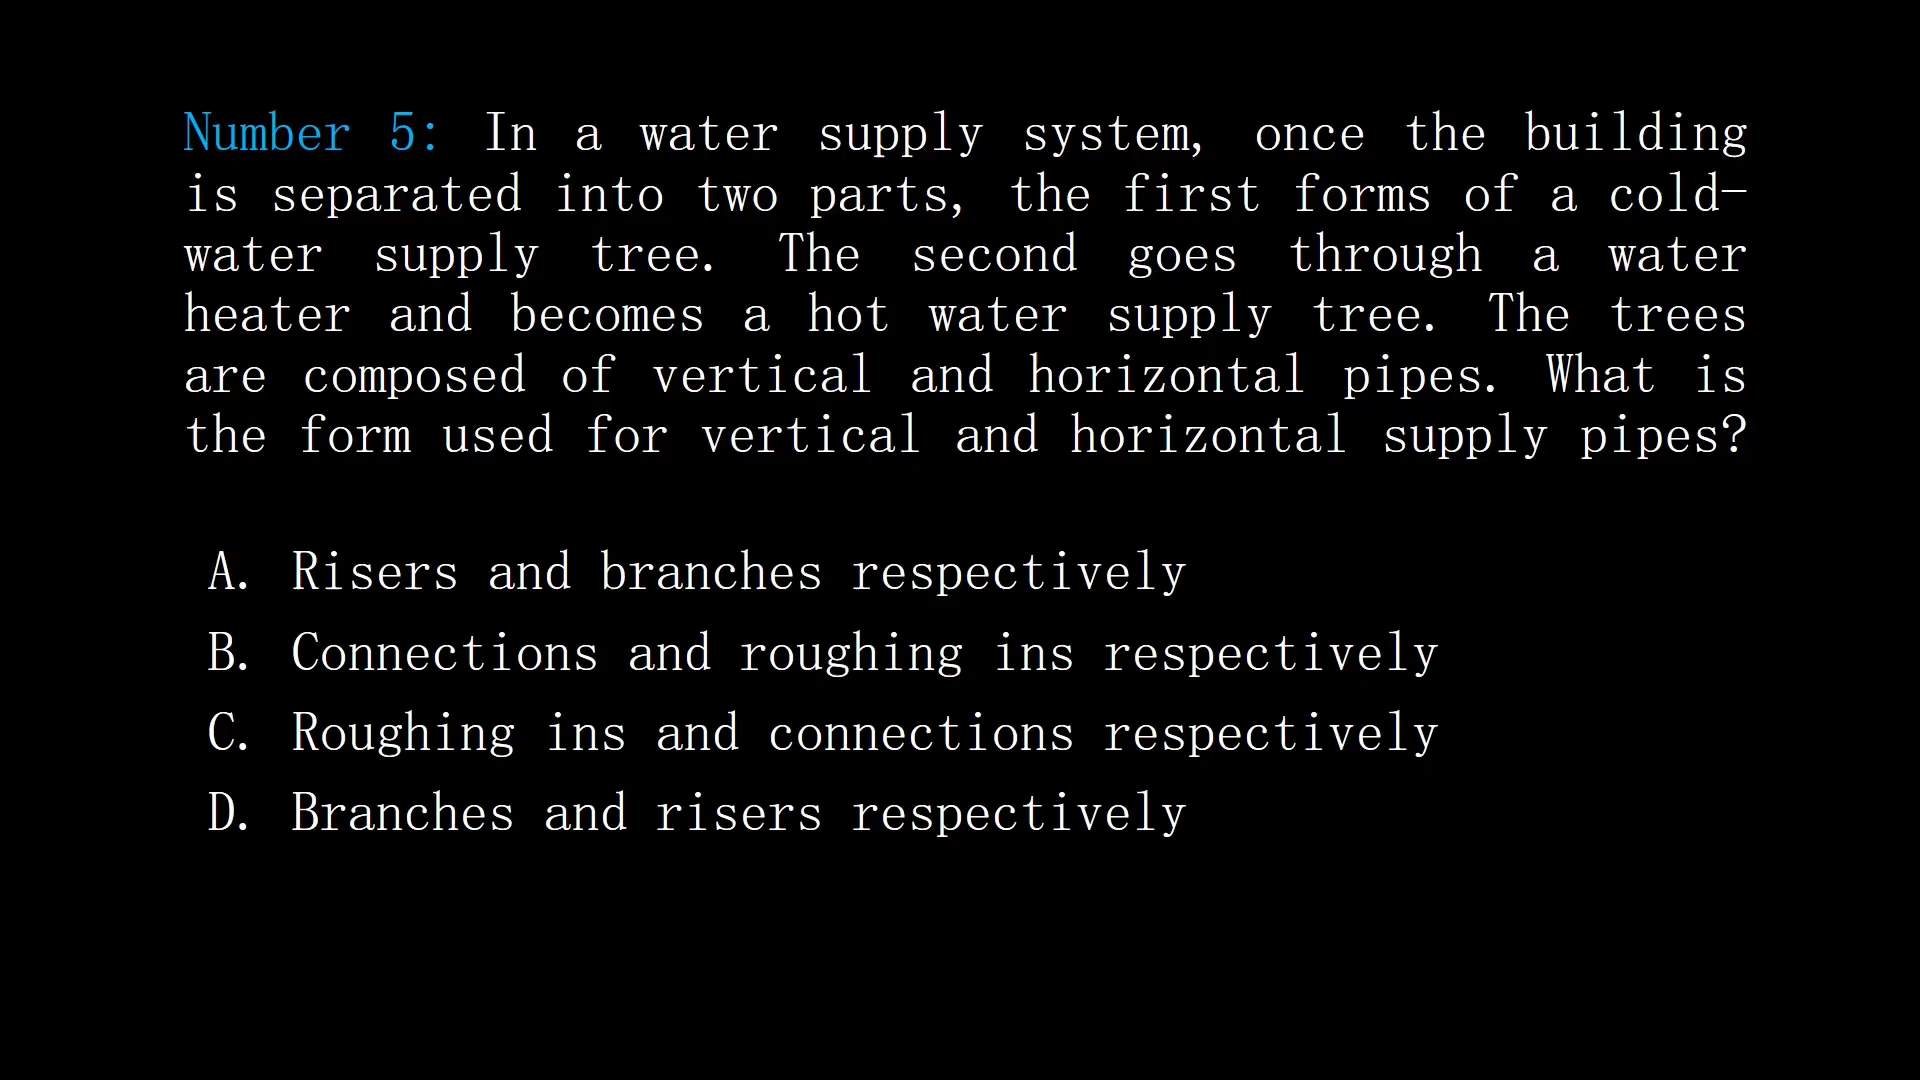 Number 5: In a water supply system, once the building
is separated into two parts, the first forms of a cold-
water supply tree. The second goes through a water
heater and becomes a hot water supply tree. The trees
are composed of vertical and horizontal pipes. What is
the form used for vertical and horizontal supply pipes?
A. Risers and branches respectively
B. Connections and roughing ins respectively
C. Roughing ins and connections respectively
D. Branches and risers respectively